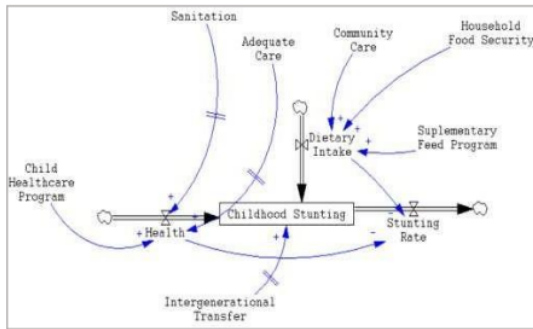 Sanitation
Adequate
Care
Community
Care
Household
Food Security
Dietary
Intake
Suplementary
Feed Program
Child
Healthcare
Program
Health
Childhood Stunting
Stunting
Rate
Intergenerational
Transfer